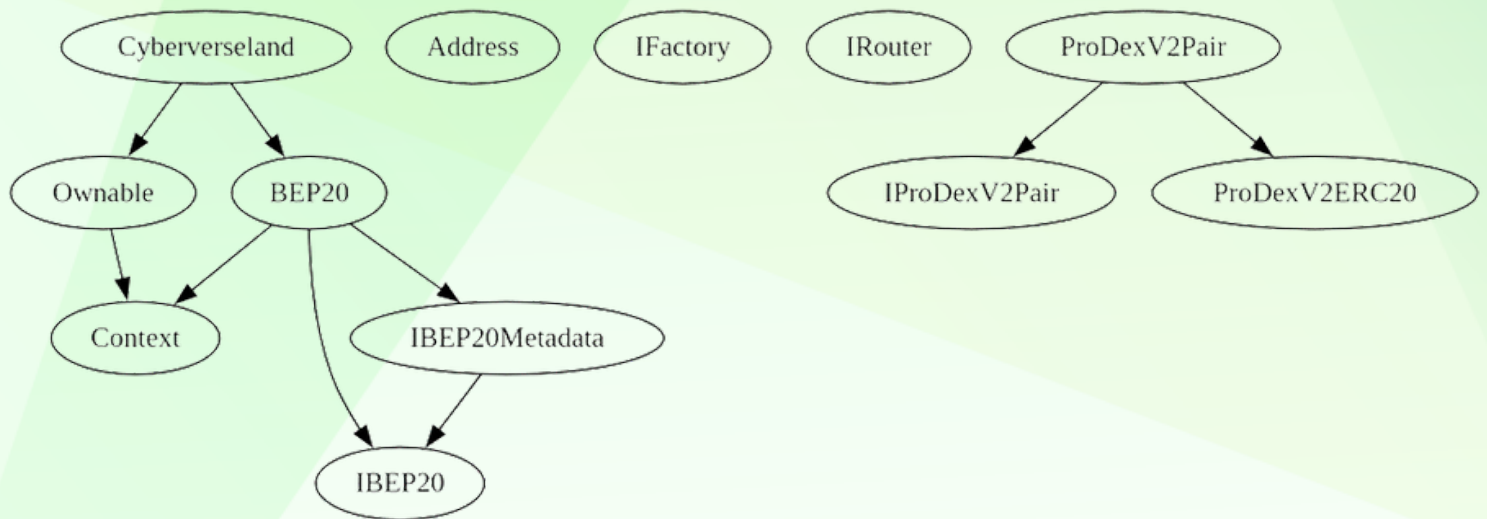 Cyberverseland Address IFactory IRouter ProDexV2Pair
Ownable BEP20 IProDexV2Pair ProDexV2ERC20
Context IBEP20Metadata
IBEP20